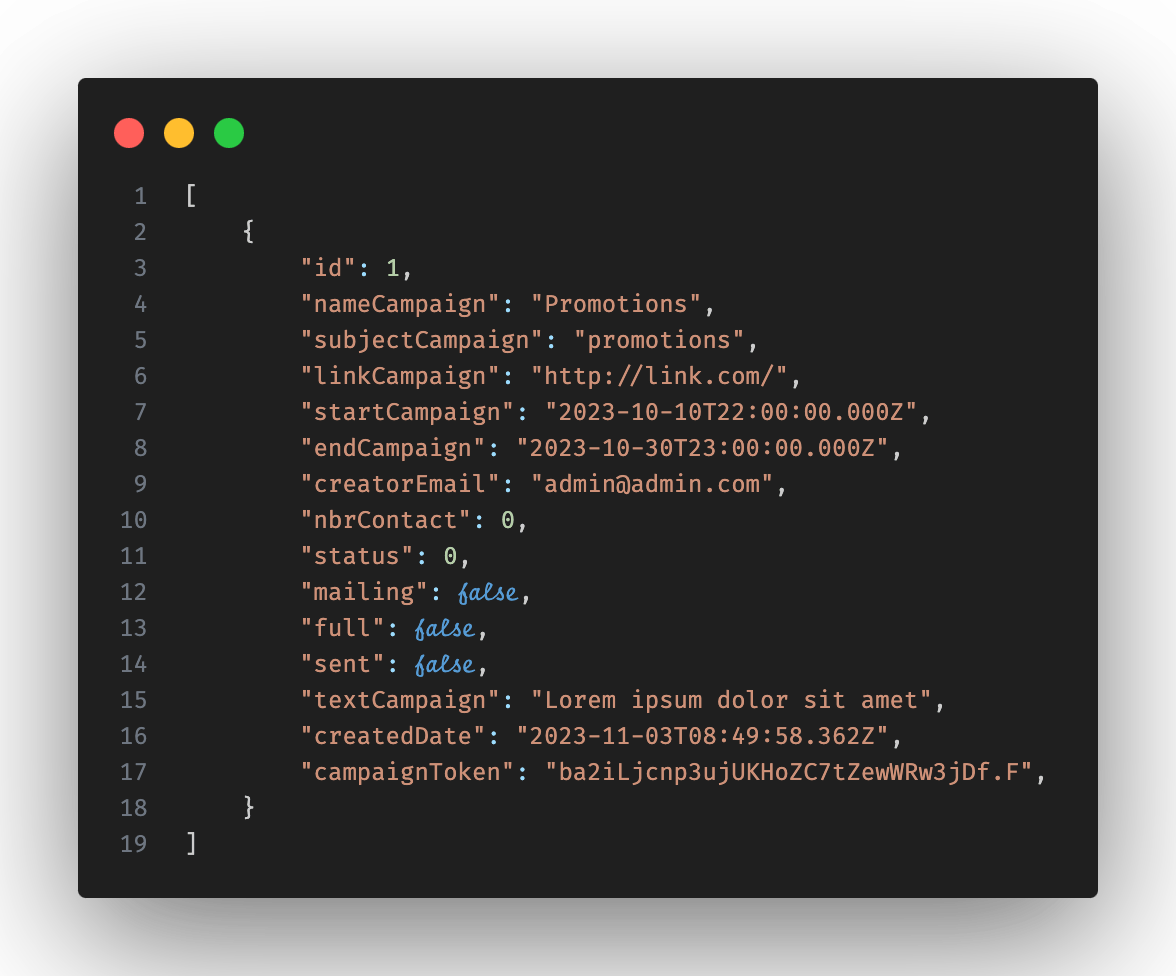 1 [
2 {
3 "id": 1,
4 "nameCampaign": "Promotions",
5 "subjectCampaign": "promotions",
6 "linkCampaign": "http://link.com/",
7 "startCampaign": "2023-10-10T22:00:00.000Z",
8 "endCampaign": "2023-10-30T23:00:00.000Z",
9 "creatorEmail": "admin@admin.com",
10 "nbrContact": 0,
11 "status": 0,
12 "mailing": false,
13 "full": false,
14 "sent": false,
15 "textCampaign": "Lorem ipsum dolor sit amet",
16 "createdDate": "2023-11-03T08:49:58.362Z",
17 "campaignToken": "ba2iLjcnp3ujUKHoZC7tZewWRw3jDf.F",
18 }
19 ]